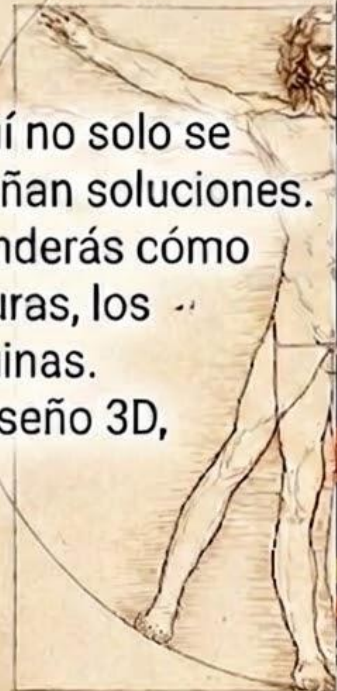 í no solo se
ñan soluciones.
nderás cómo
uras, los
inas.
seño 3D,